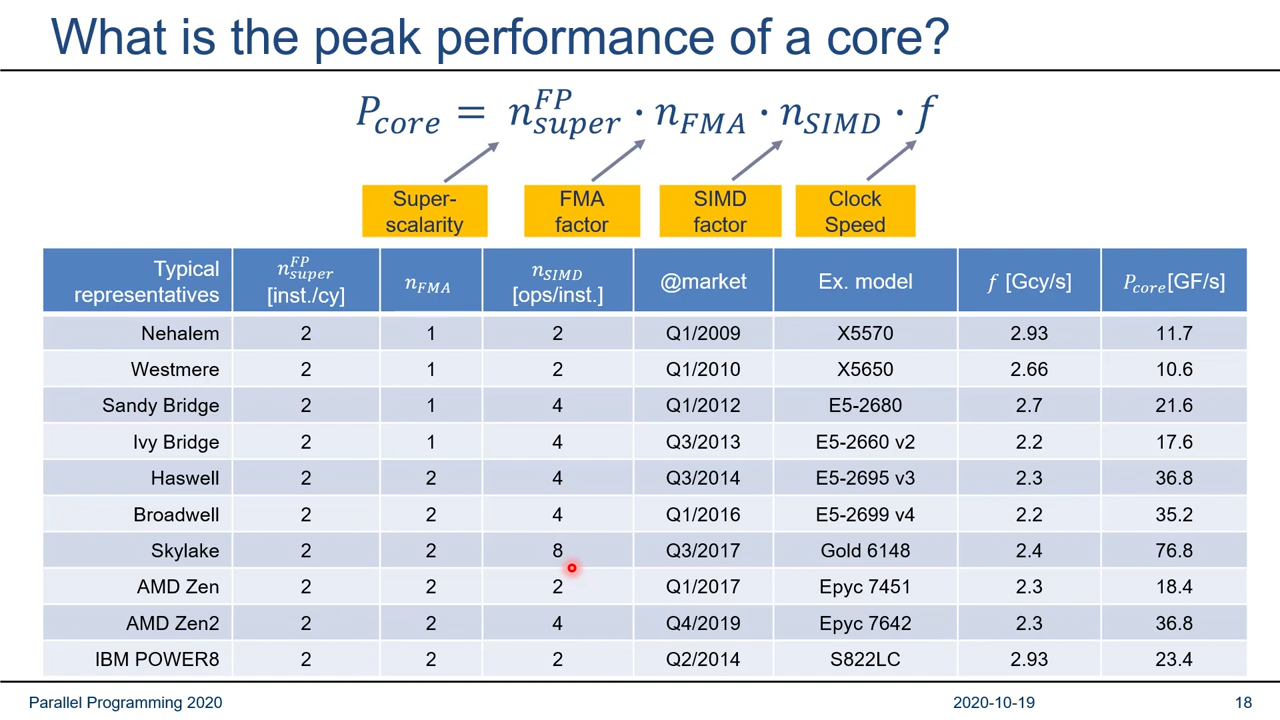 What is the peak performance of a core?
P_core = n_super^FP · n_FMA · n_SIMD · f
Super-
scalarity
FMA
factor
SIMD
factor
Clock
Speed
Typical
representatives
n_super^FP
[inst./cy]
n_FMA
n_SIMD
[ops/inst.]
@market
Ex. model
f [Gcy/s]
P_core[GF/s]
Nehalem 2 1 2 Q1/2009 X5570 2.93 11.7
Westmere 2 1 2 Q1/2010 X5650 2.66 10.6
Sandy Bridge 2 1 4 Q1/2012 E5-2680 2.7 21.6
Ivy Bridge 2 1 4 Q3/2013 E5-2660 v2 2.2 17.6
Haswell 2 2 4 Q3/2014 E5-2695 v3 2.3 36.8
Broadwell 2 2 4 Q1/2016 E5-2699 v4 2.2 35.2
Skylake 2 2 8 Q3/2017 Gold 6148 2.4 76.8
AMD Zen 2 2 2 Q1/2017 Epyc 7451 2.3 18.4
AMD Zen2 2 2 4 Q4/2019 Epyc 7642 2.3 36.8
IBM POWER8 2 2 2 Q2/2014 S822LC 2.93 23.4
Parallel Programming 2020 2020-10-19 18